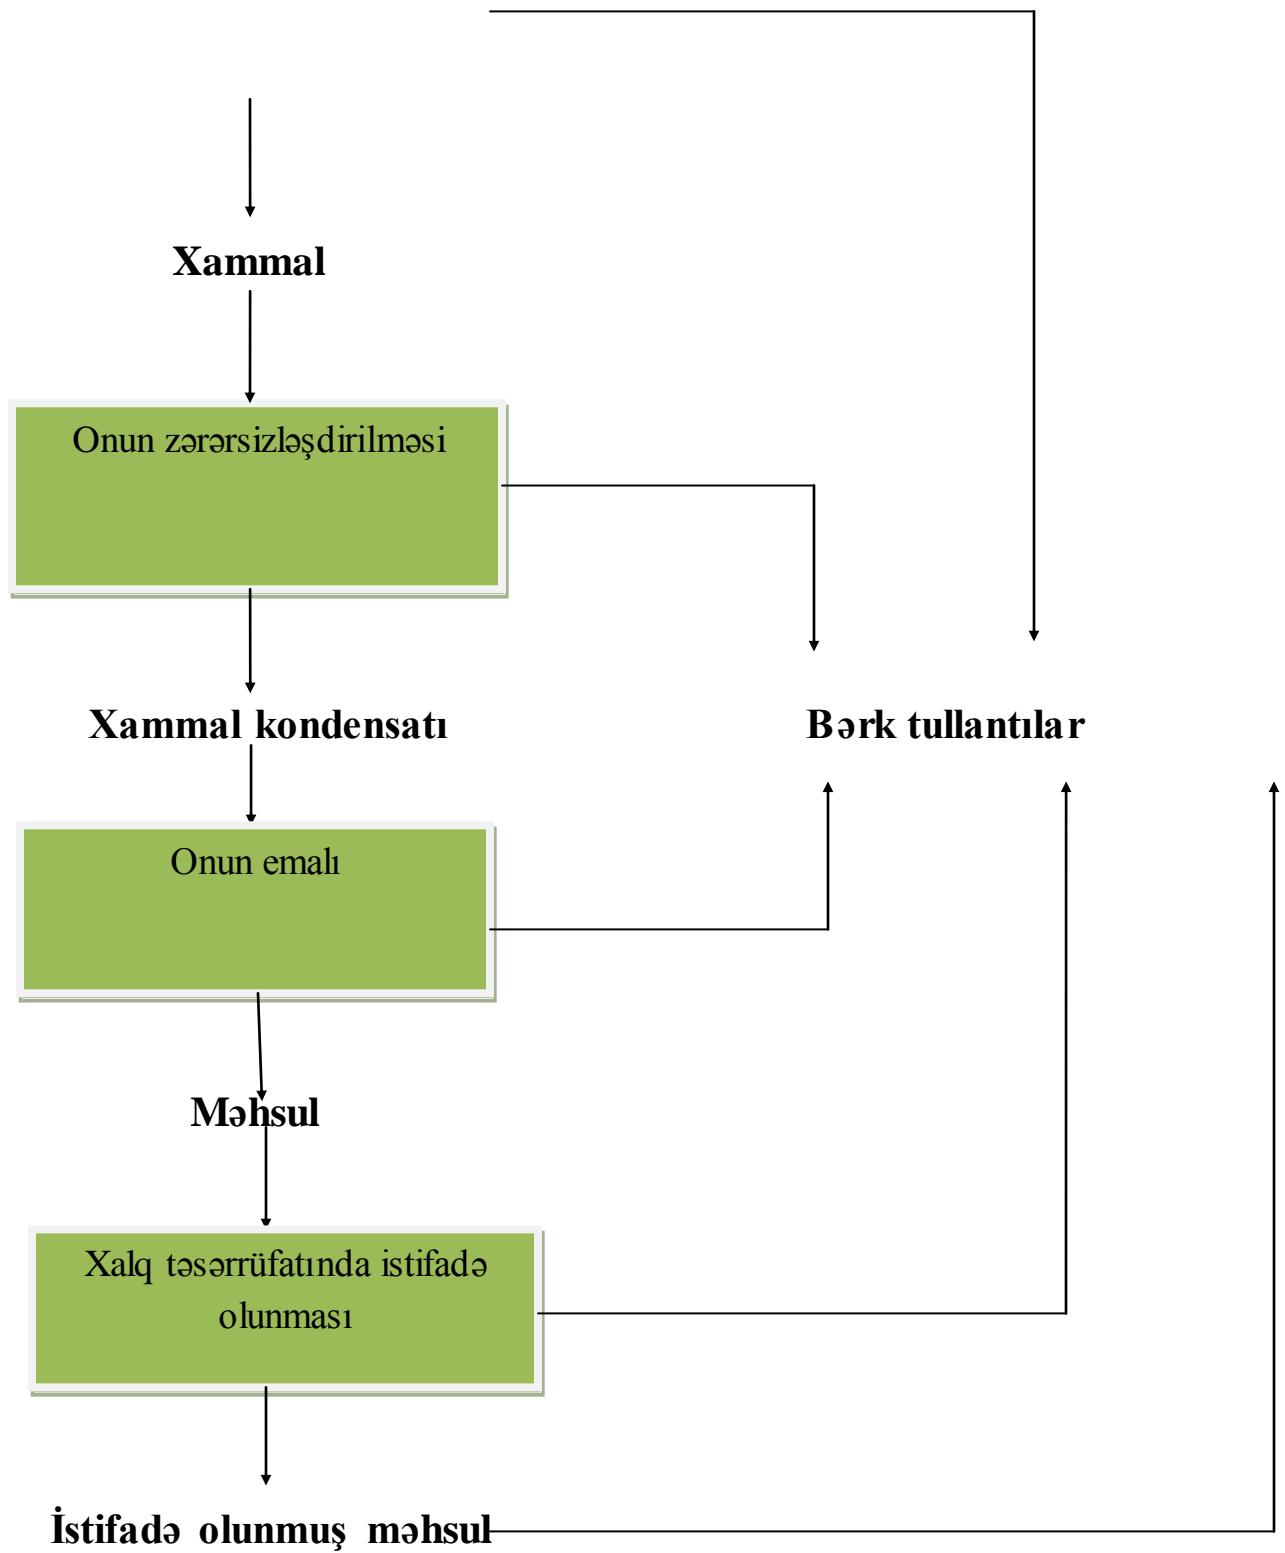 Xammal
Onun zərərsizləşdirilməsi
Xammal kondensatı
Bərk tullantılar
Onun emalı
Məhsul
Xalq təsərrüfatında istifadə
olunması
İstifadə olunmuş məhsul